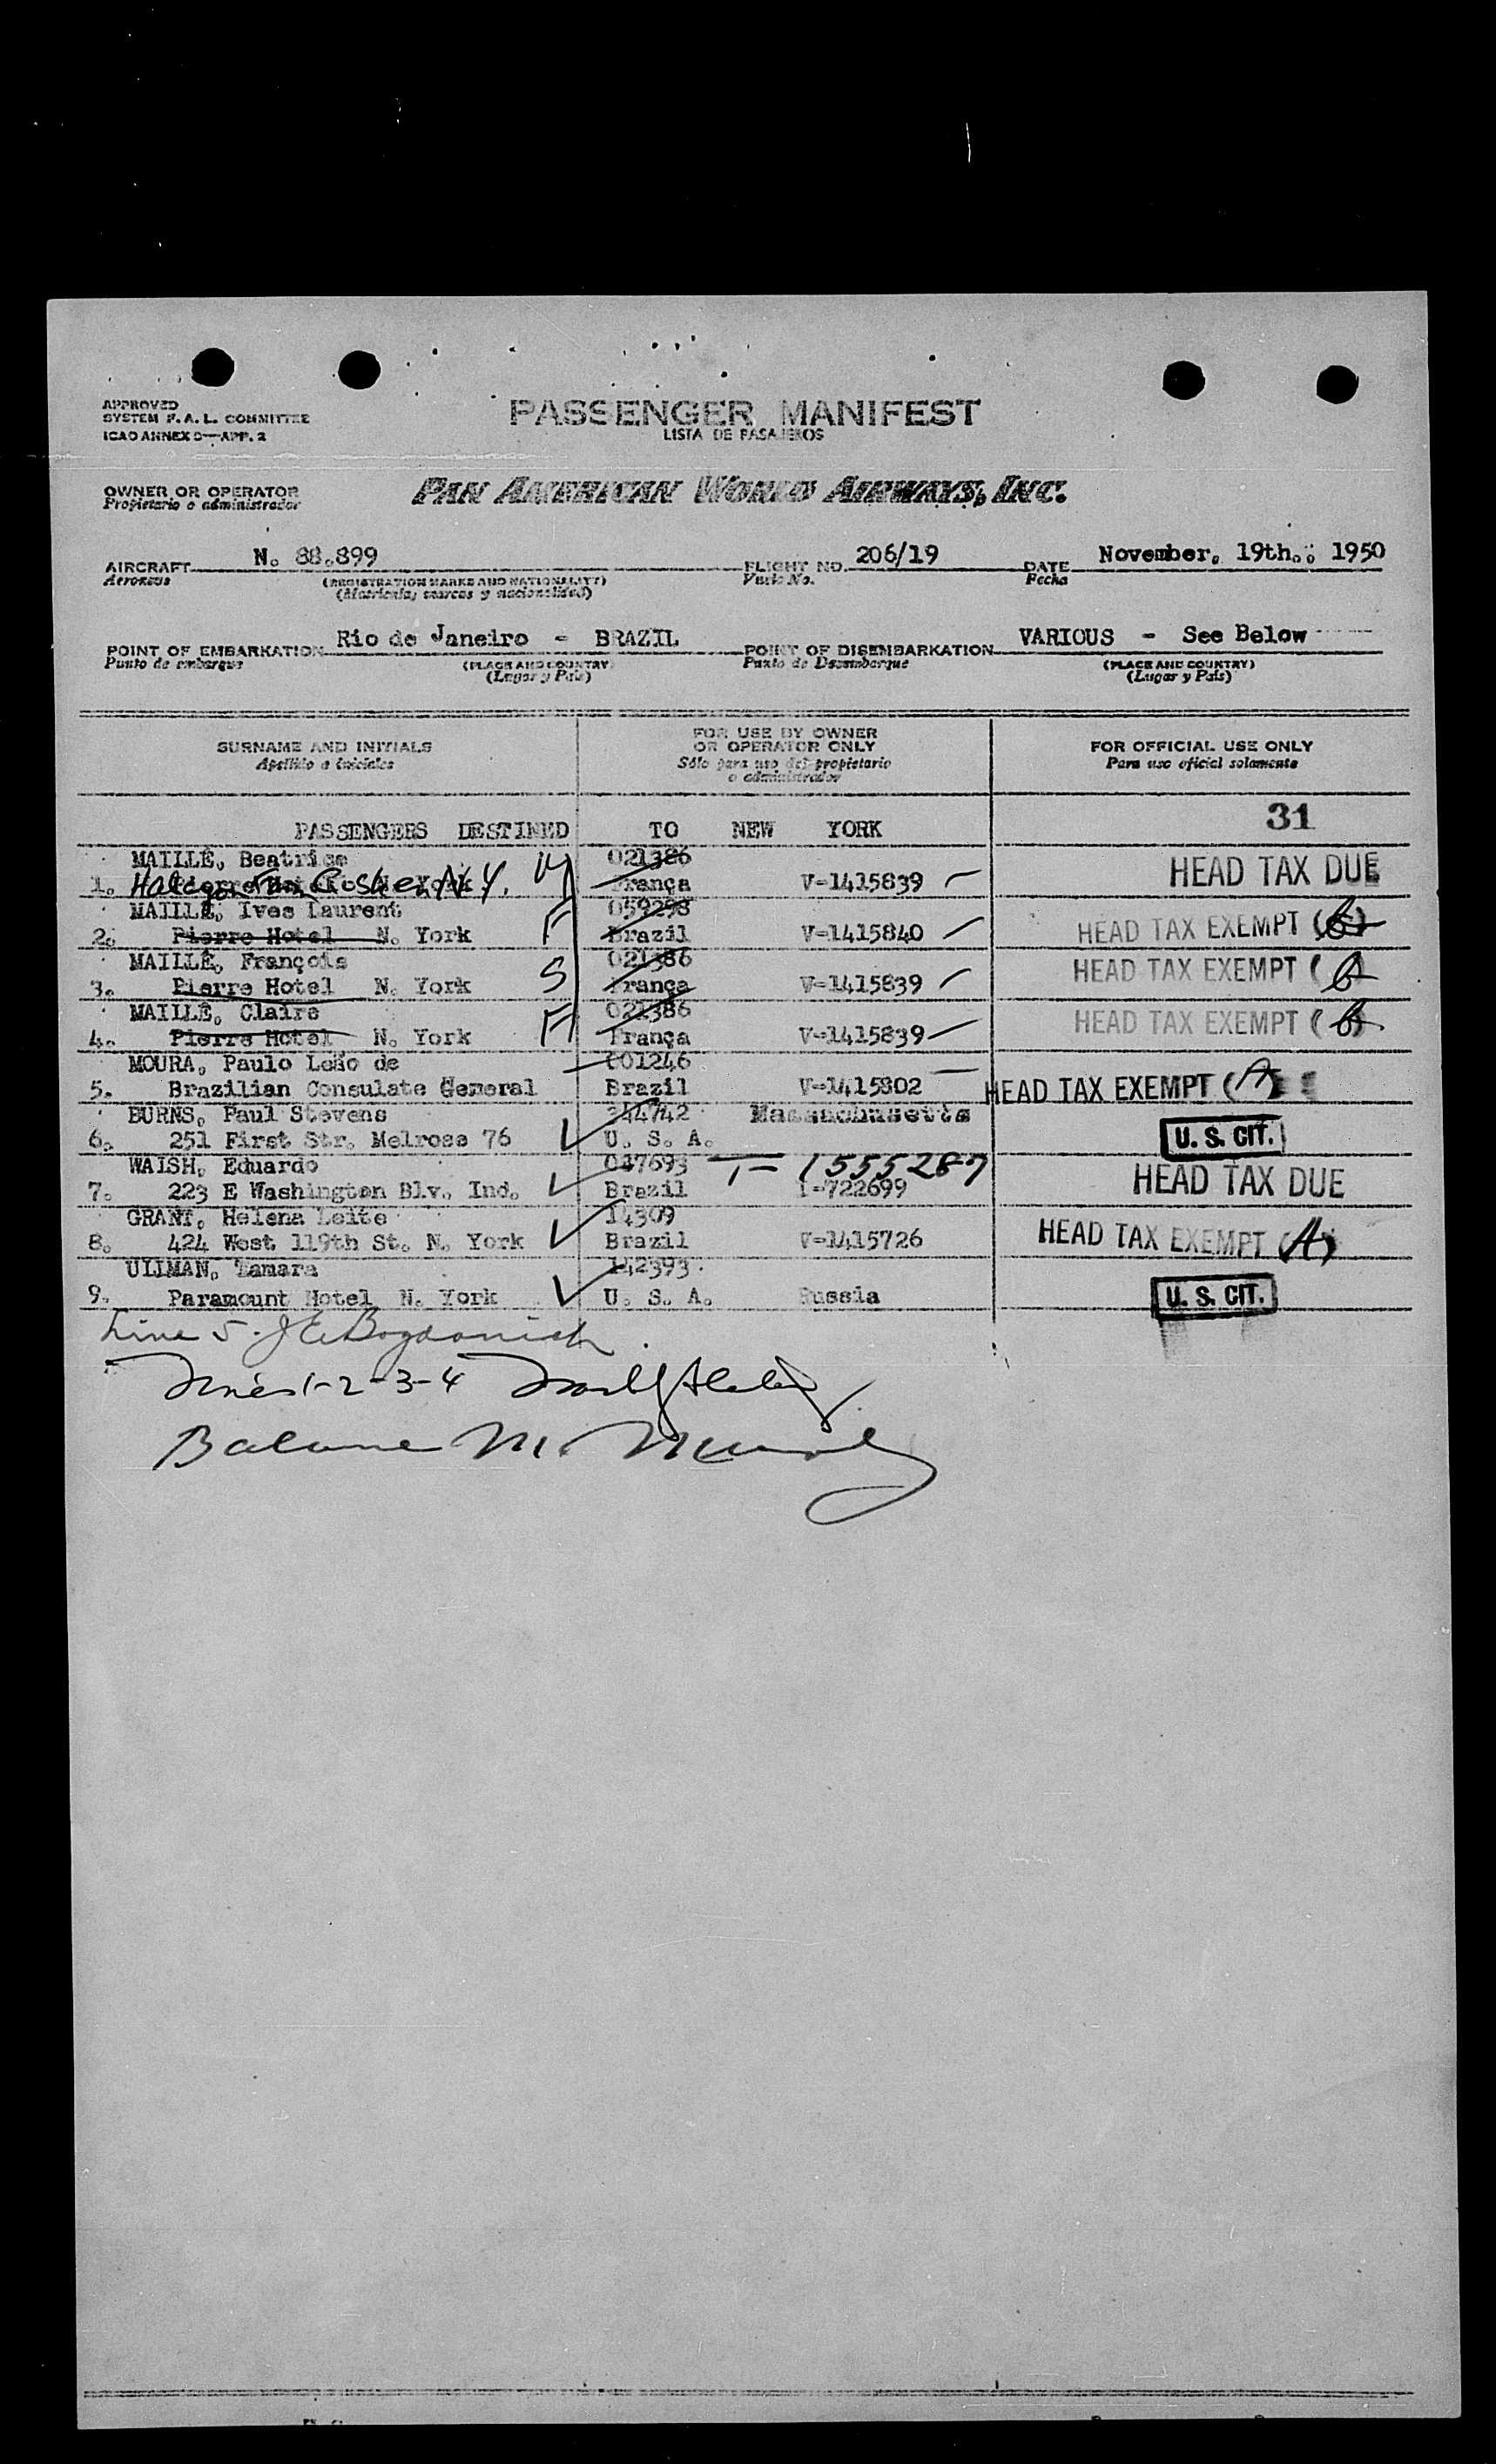 APPROVED
SYSTEM F. A. L. COMMITTEE
ICAO ANNEX 9—APP. 2
PASSENGER MANIFEST
LISTA DE PASAJEROS
OWNER OR OPERATOR
Propietario o administrador
PAN AMERICAN WORLD AIRWAYS, INC.
AIRCRAFT N. 88.899
Aeronave
(REGISTRATION MARKS AND NATIONALITY)
(Matricula, marcas y nacionalidad)
FLIGHT NO. 206/19
Vuelo No.
DATE November, 19th., 1950
Fecha
POINT OF EMBARKATION Rio de Janeiro - BRAZIL
Punto de embarque
(PLACE AND COUNTRY)
(Lugar y País)
POINT OF DISEMBARKATION VARIOUS - See Below
Punto de Desembarque
(PLACE AND COUNTRY)
(Lugar y País)
SURNAME AND INITIALS
Apellido e iniciales
FOR USE BY OWNER
OR OPERATOR ONLY
Sólo para uso del propietario
o administrador
FOR OFFICIAL USE ONLY
Para uso oficial solamente
31
PASSENGERS DESTINED TO NEW YORK
MAILLÊ, Beatrice 021386
1. N.Y. França V-1415839 HEAD TAX DUE
MAILLÊ, Ives Laurent 059298
2. Pierre Hotel N. York Brazil V-1415840 HEAD TAX EXEMPT
MAILLÊ, François 021386
3. Pierre Hotel N. York S França V-1415839 HEAD TAX EXEMPT
MAILLÊ, Claire 021386
4. Pierre Hotel N. York França V-1415839 HEAD TAX EXEMPT
MOURA, Paulo Leão de 001246
5. Brazilian Consulate General Brazil V-1415802 HEAD TAX EXEMPT (A)
BURNS, Paul Stevens 344742 Massachusetts
6. 251 First Str. Melrose 76 U. S. A. U. S. CIT.
WALSH, Eduardo 047693 T- 1555287
7. 223 E Washington Blv. Ind. Brazil I-722699 HEAD TAX DUE
GRANT, Helena Leite 14309
8. 424 West 119th St. N. York Brazil V-1415726 HEAD TAX EXEMPT (A)
ULLMAN, Tamara 142393
9. Paramount Hotel N. York U. S. A. Russia U. S. CIT.
Line 5. J E Bogdanich
Lines 1-2-3-4
Balance M.